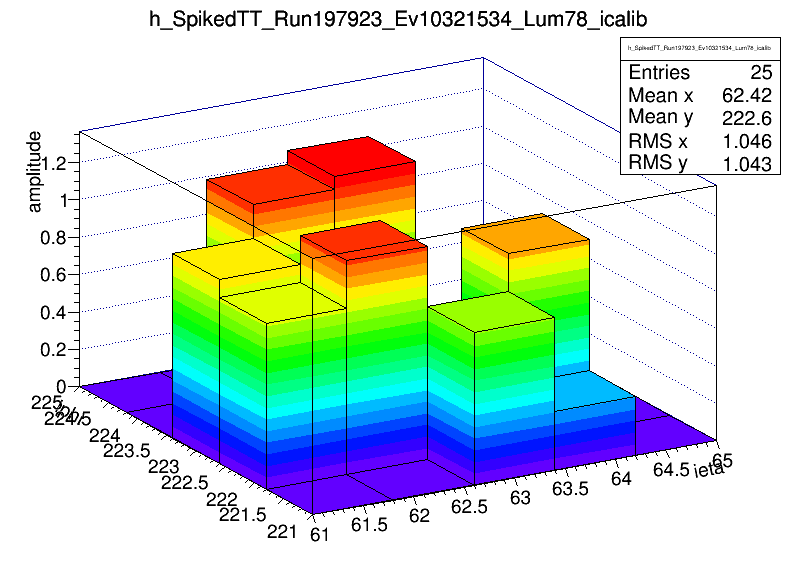 h_SpikedTT_Run197923_Ev10321534_Lum78_icalib
h_SpikedTT_Run197923_Ev10321534_Lum78_icalib
Entries 25
Mean x 62.42
Mean y 222.6
RMS x 1.046
RMS y 1.043
amplitude
1.2
1
0.8
0.6
0.4
0.2
0
225
224.5
224
223.5
223
222.5
222
221.5
221
61
61.5
62
62.5
63
63.5
64
64.5
65
ieta